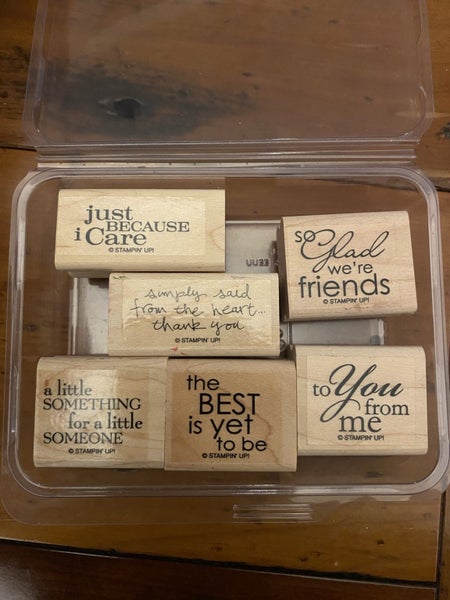 just
BECAUSE
i Care
© STAMPIN' UP!
so Glad
we're
friends
© STAMPIN' UP!
simply said
from the heart...
thank you
© STAMPIN' UP!
a little
SOMETHING
for a little
SOMEONE
© STAMPIN' UP!
the
BEST
is yet
to be
© STAMPIN' UP!
to You
from
me
© STAMPIN' UP!